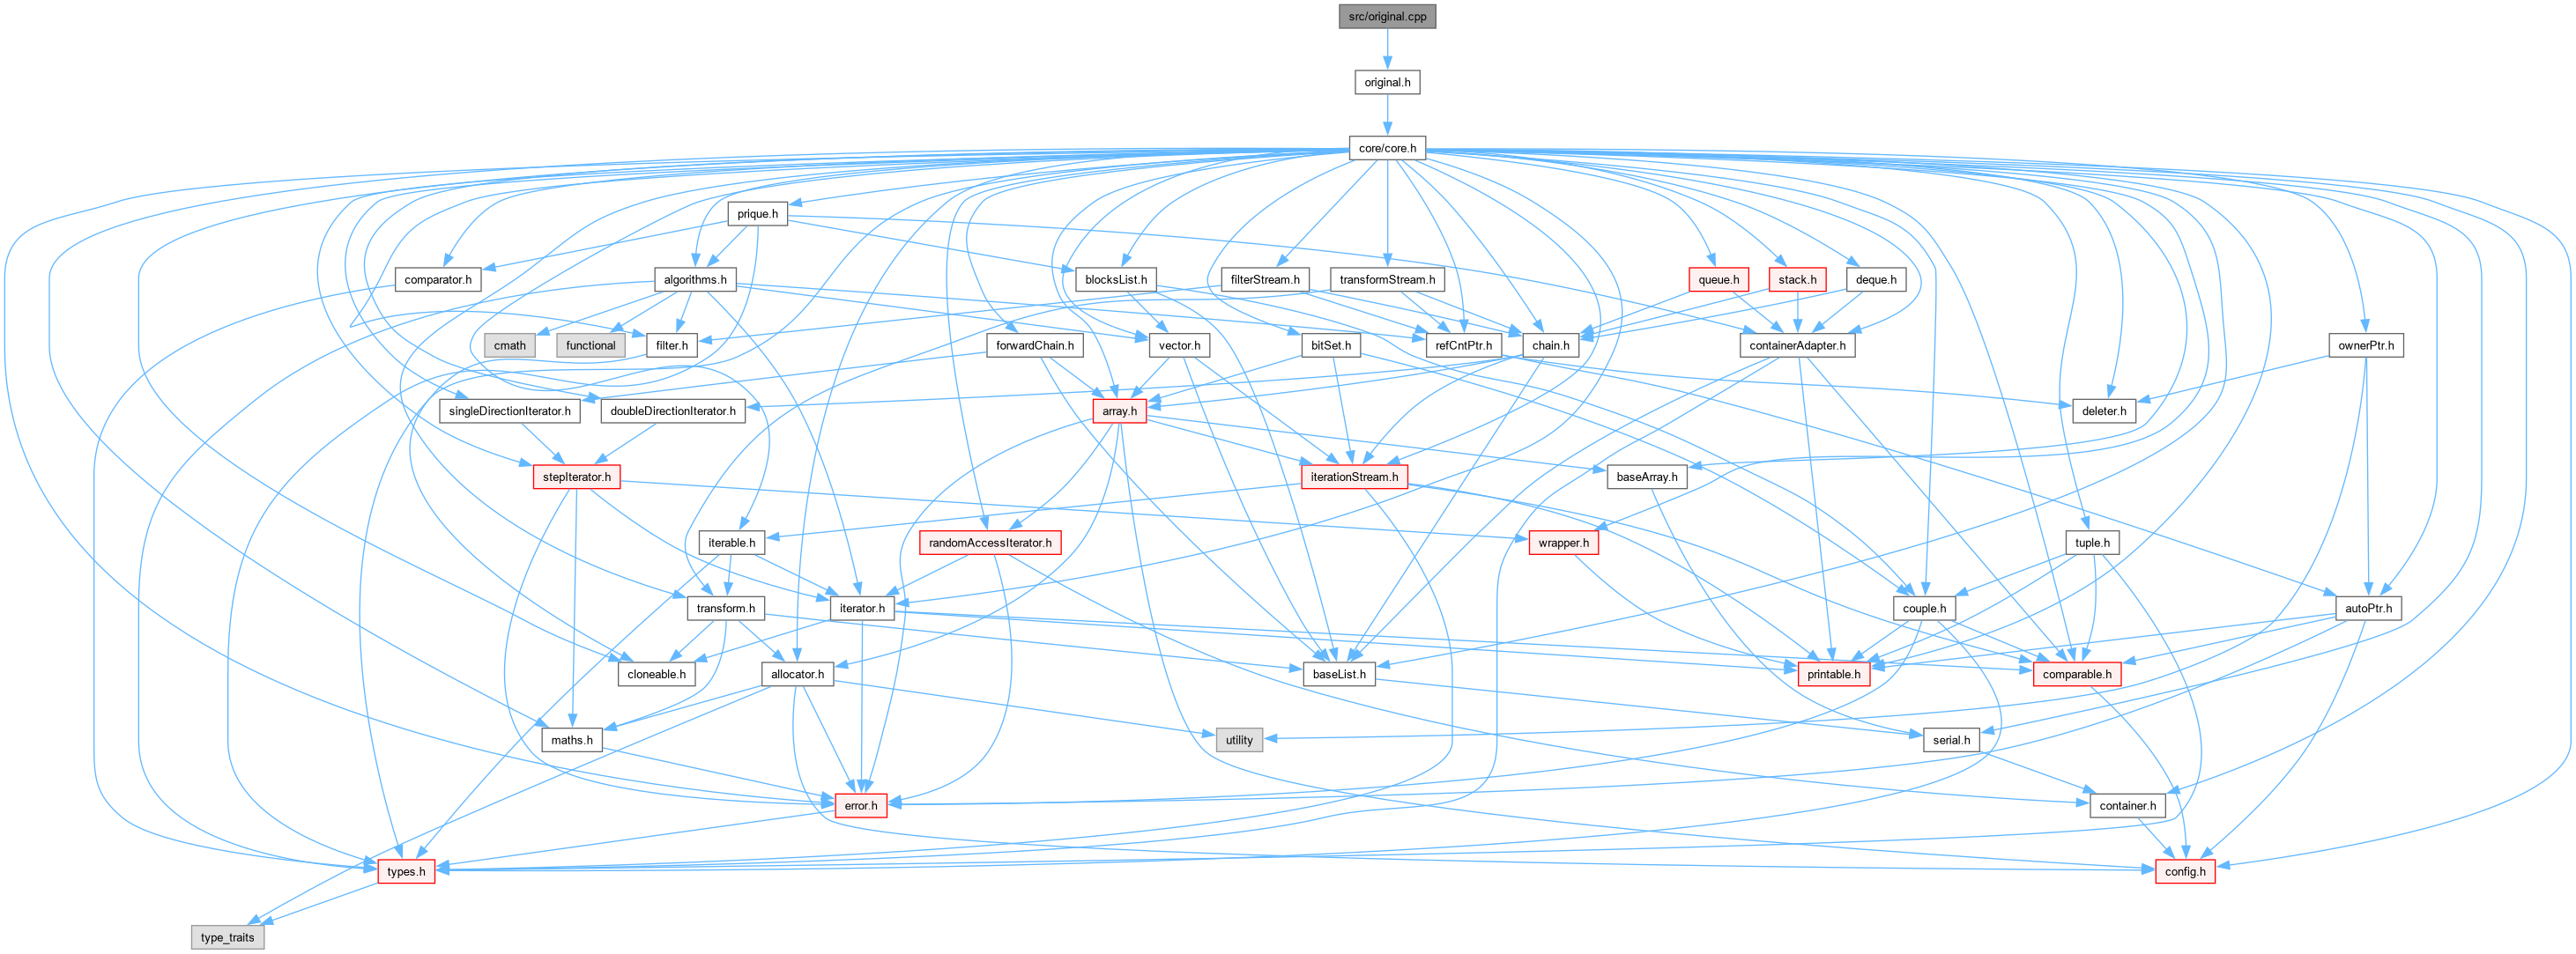 src/original.cpp
original.h
core/core.h
prique.h
comparator.h
algorithms.h
blocksList.h
filterStream.h
transformStream.h
queue.h
stack.h
deque.h
cmath
functional
filter.h
forwardChain.h
vector.h
bitSet.h
refCntPtr.h
chain.h
containerAdapter.h
ownerPtr.h
singleDirectionIterator.h
doubleDirectionIterator.h
array.h
deleter.h
stepIterator.h
iterationStream.h
baseArray.h
iterable.h
randomAccessIterator.h
wrapper.h
tuple.h
transform.h
iterator.h
couple.h
autoPtr.h
cloneable.h
allocator.h
baseList.h
printable.h
comparable.h
maths.h
utility
serial.h
error.h
container.h
types.h
config.h
type_traits